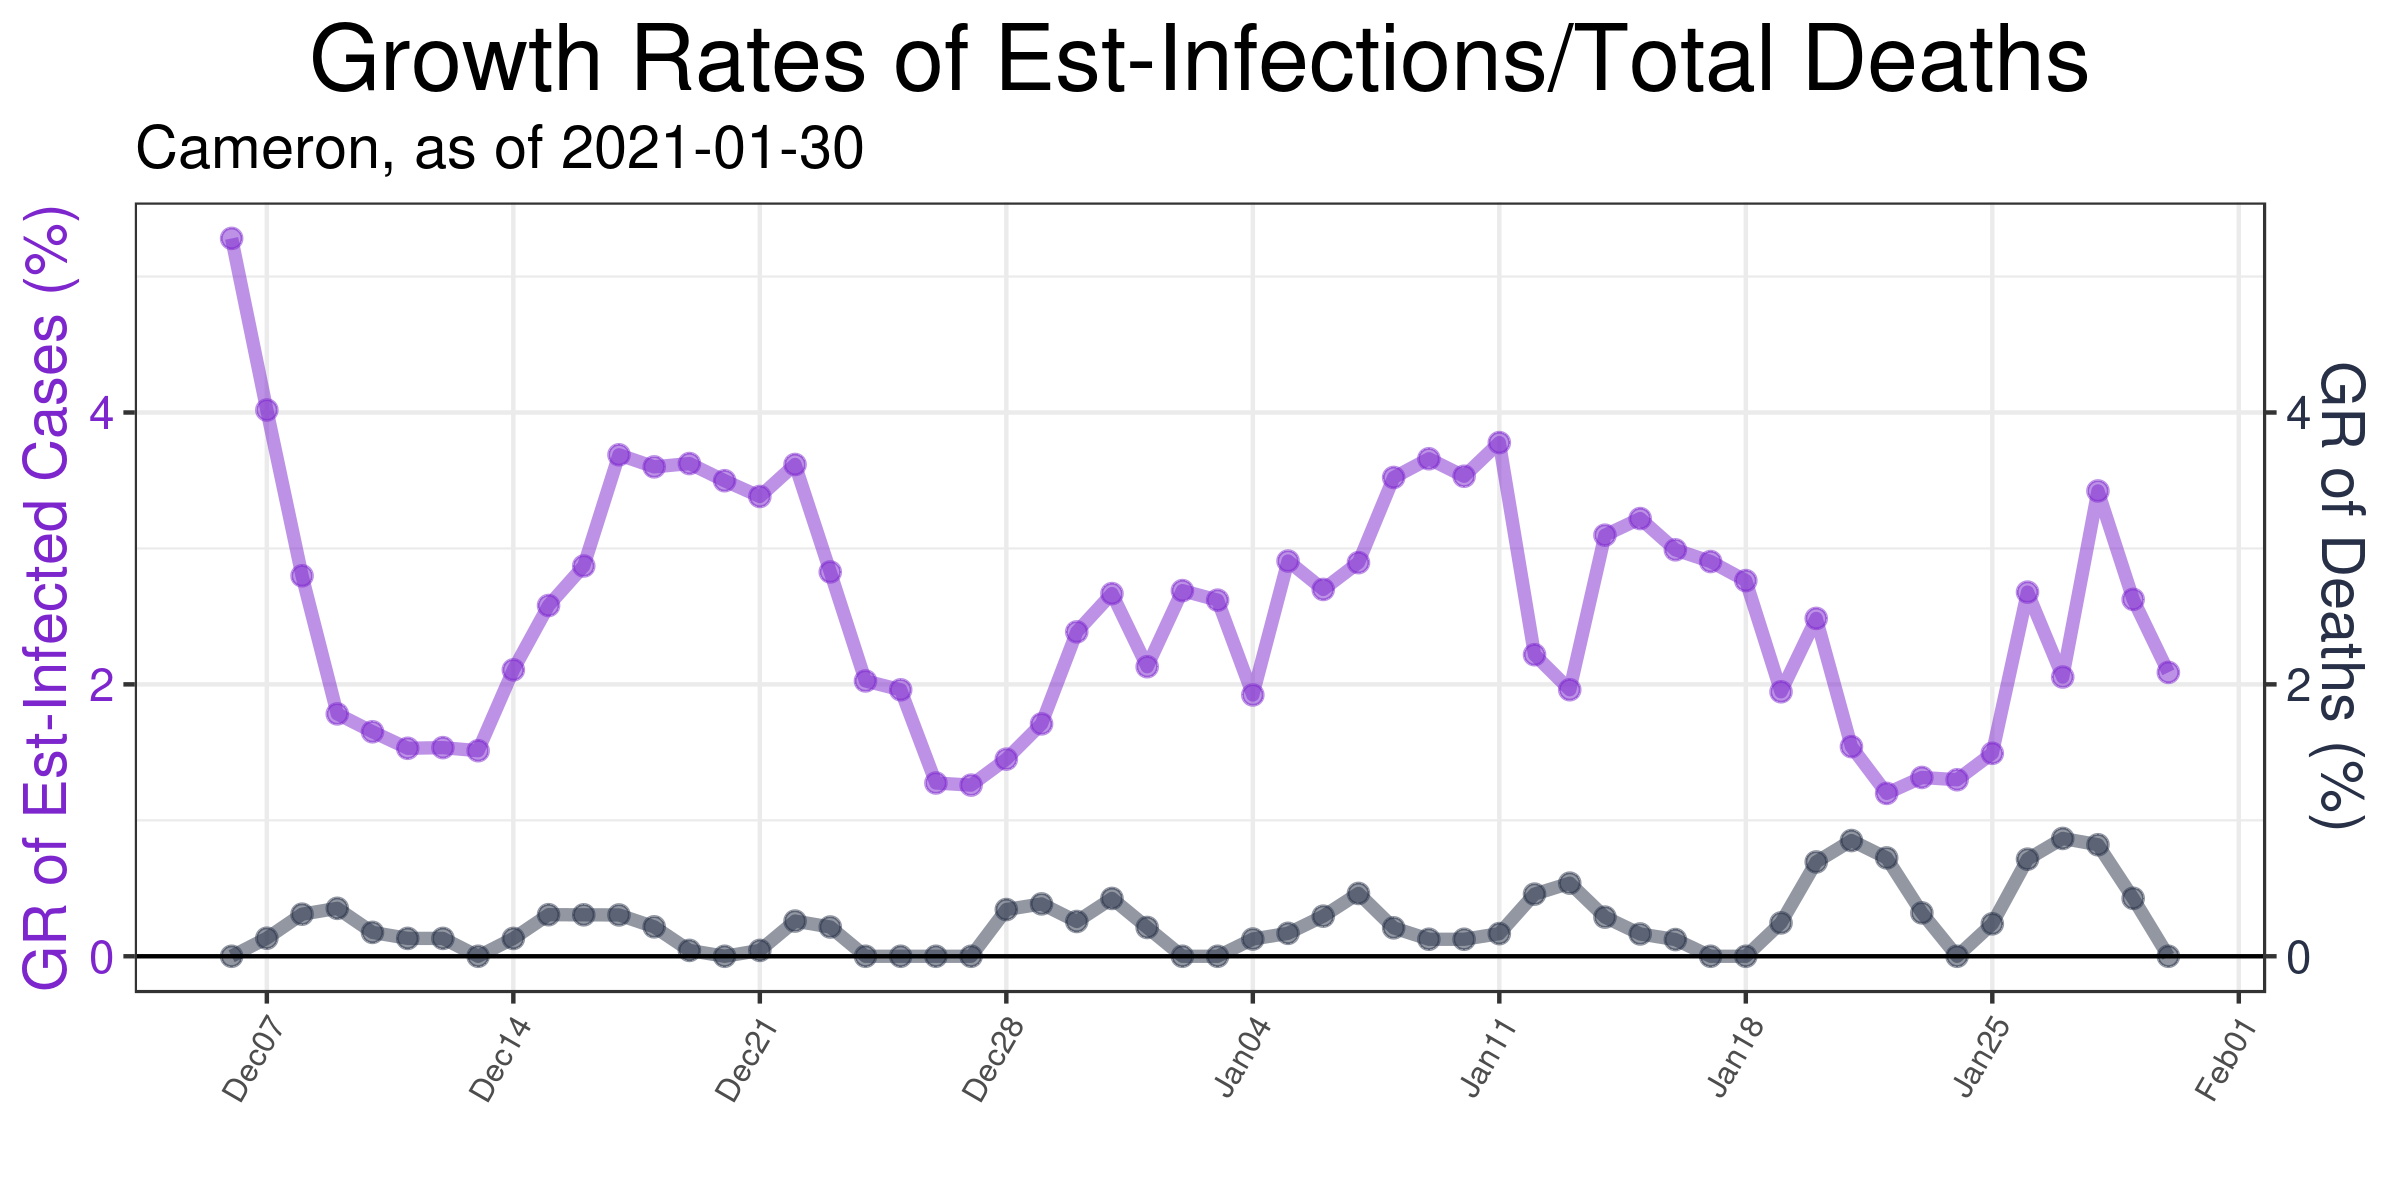 Growth Rates of Est-Infections/Total Deaths
Cameron, as of 2021-01-30
GR of Est-Infected Cases (%)
4
2
0
4
2
0
GR of Deaths (%)
Dec07
Dec14
Dec21
Dec28
Jan04
Jan11
Jan18
Jan25
Feb01